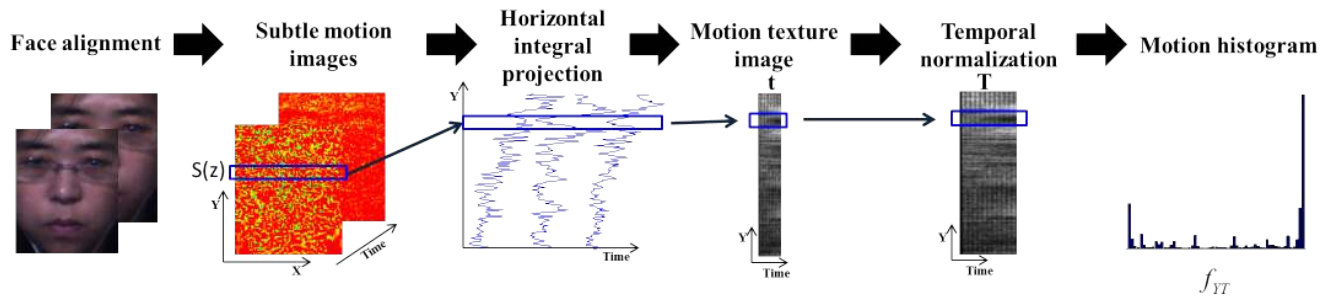 Face alignment
Subtle motion
images
Horizontal
integral
projection
Motion texture
image
t
Temporal
normalization
T
Motion histogram
S(z)
Y
X
Time
Y
Time
Y
Time
Y
Time
f_YT